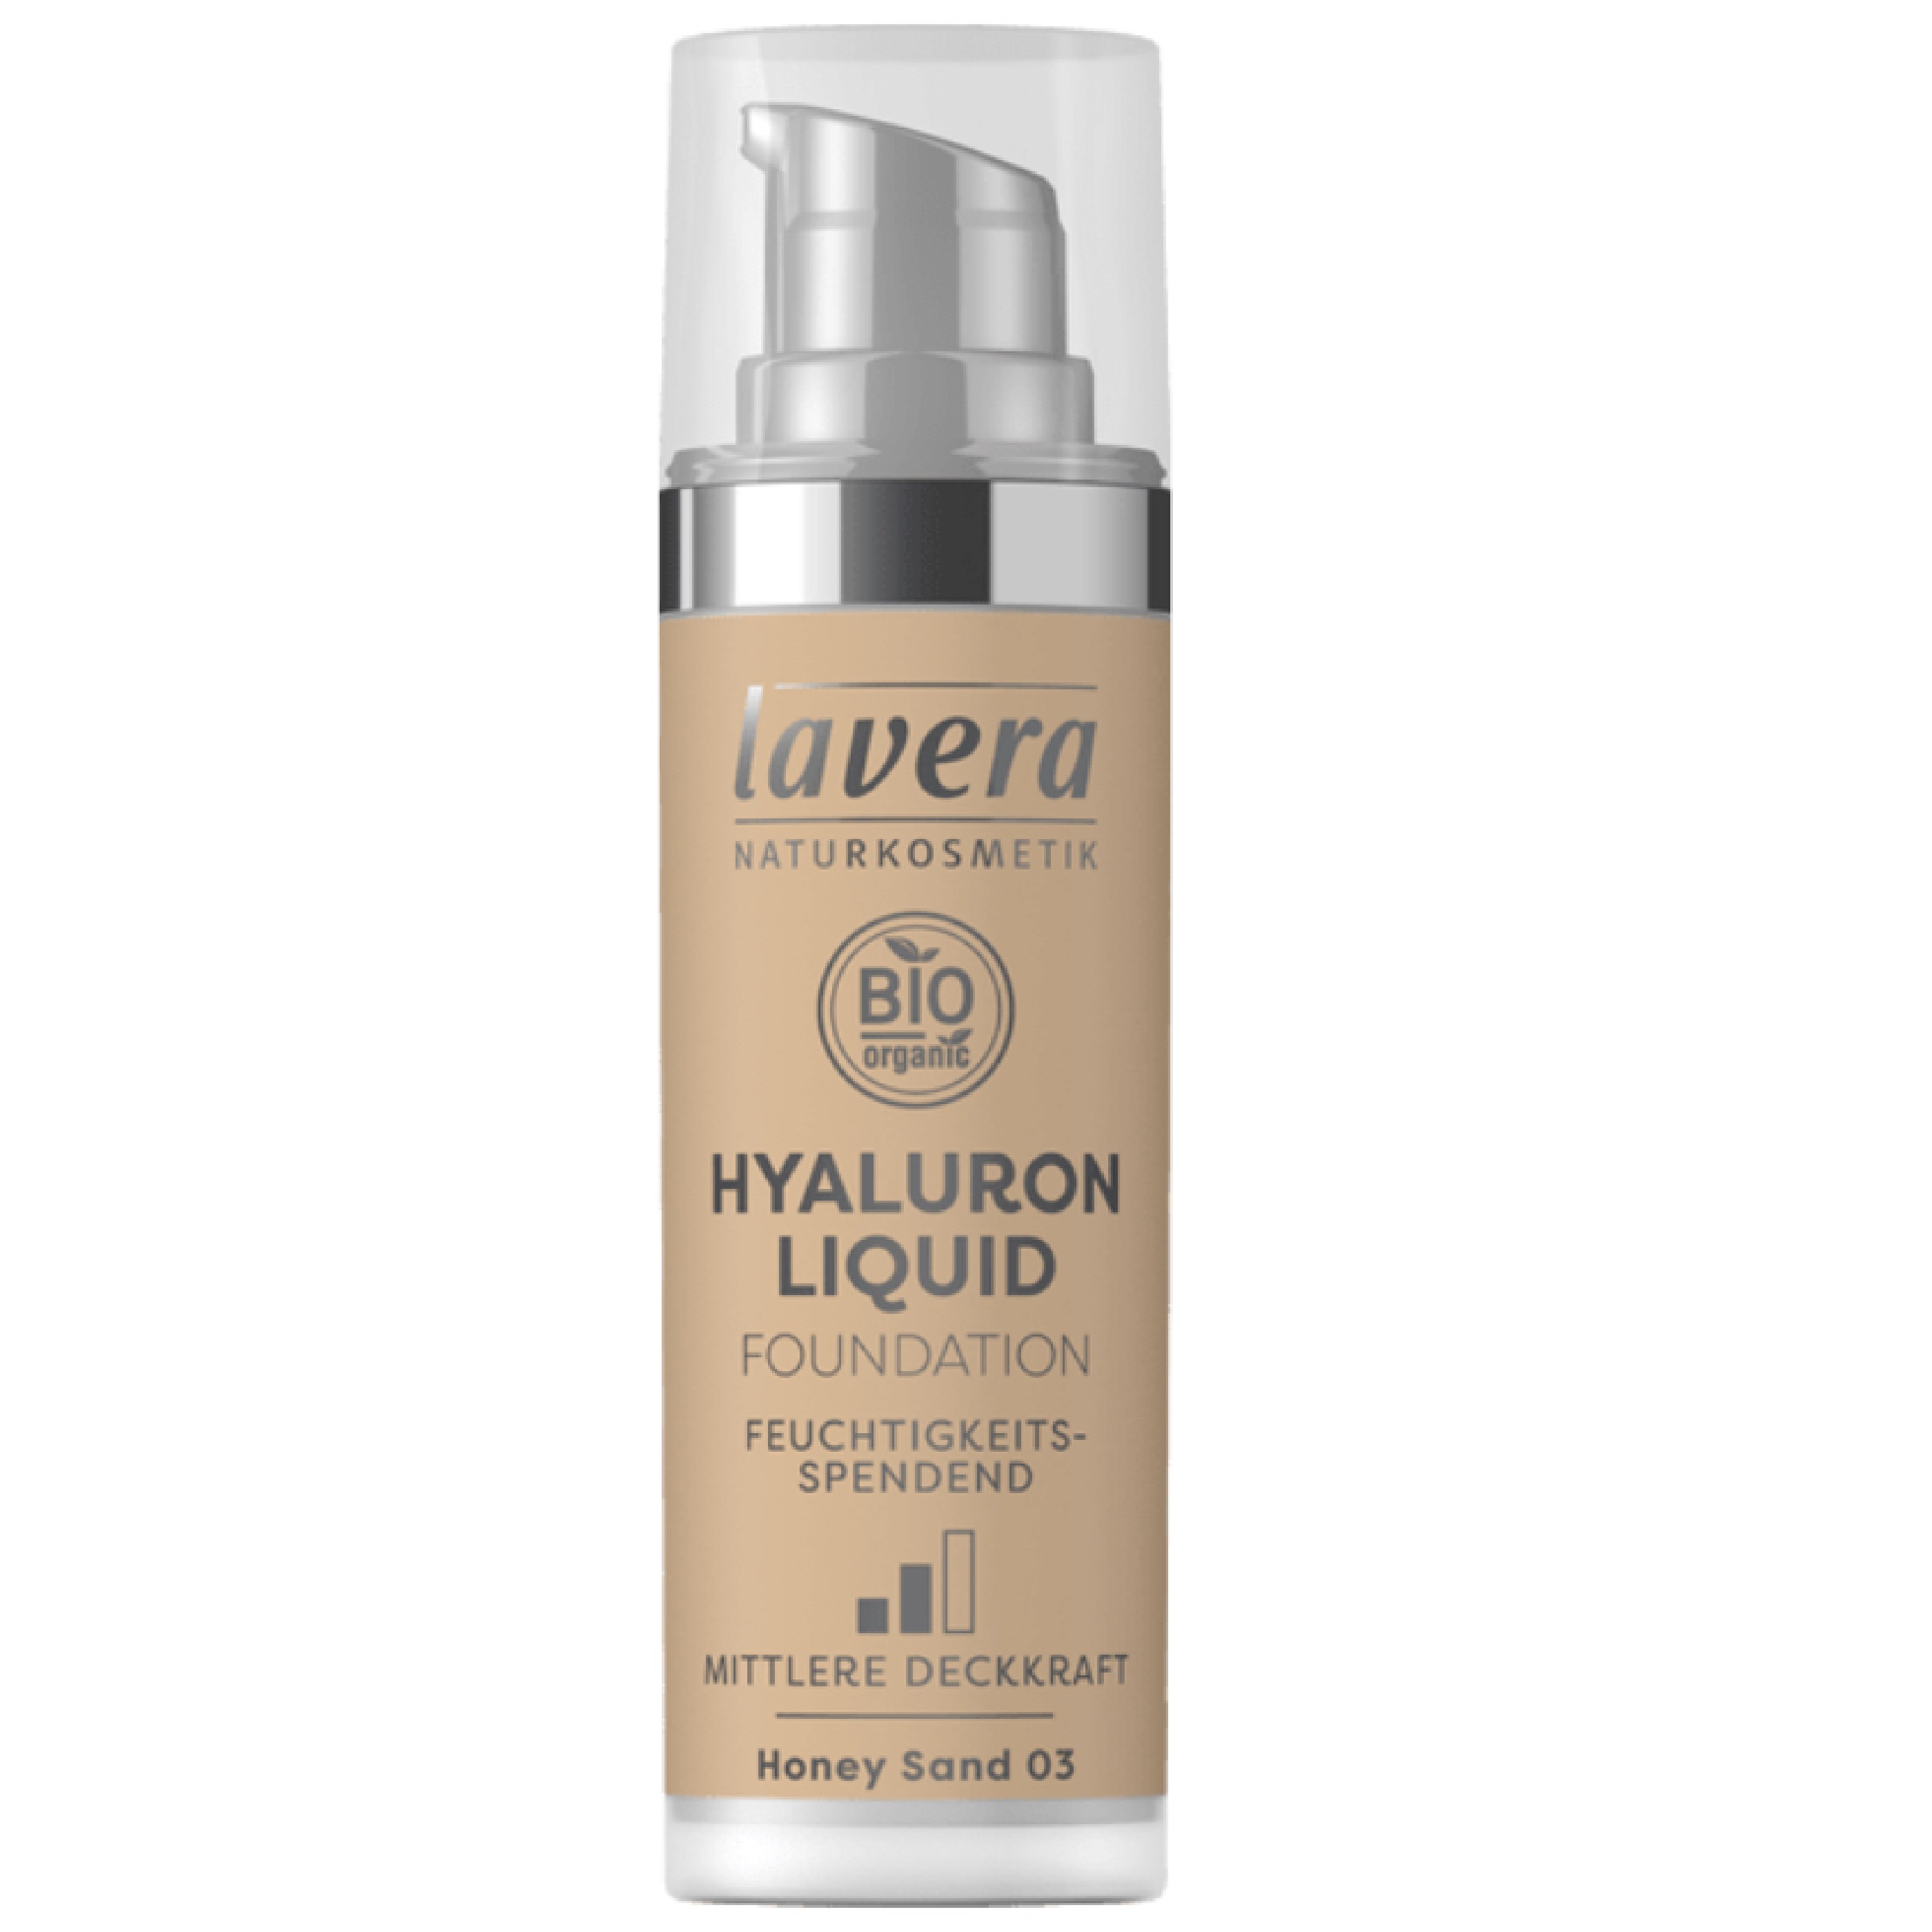 lavera
NATURKOSMETIK
BIO
organic
HYALURON
LIQUID
FOUNDATION
FEUCHTIGKEITS-
SPENDEND
MITTLERE DECKKRAFT
Honey Sand 03